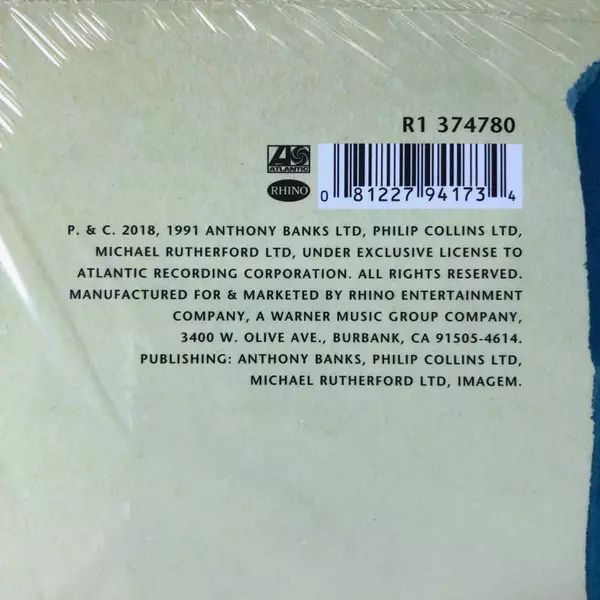 R1 374780
ATLANTIC
RHINO
0 81227 94173 4
P. & C. 2018, 1991 ANTHONY BANKS LTD, PHILIP COLLINS LTD,
MICHAEL RUTHERFORD LTD, UNDER EXCLUSIVE LICENSE TO
ATLANTIC RECORDING CORPORATION. ALL RIGHTS RESERVED.
MANUFACTURED FOR & MARKETED BY RHINO ENTERTAINMENT
COMPANY, A WARNER MUSIC GROUP COMPANY,
3400 W. OLIVE AVE., BURBANK, CA 91505-4614.
PUBLISHING: ANTHONY BANKS, PHILIP COLLINS LTD,
MICHAEL RUTHERFORD LTD, IMAGEM.